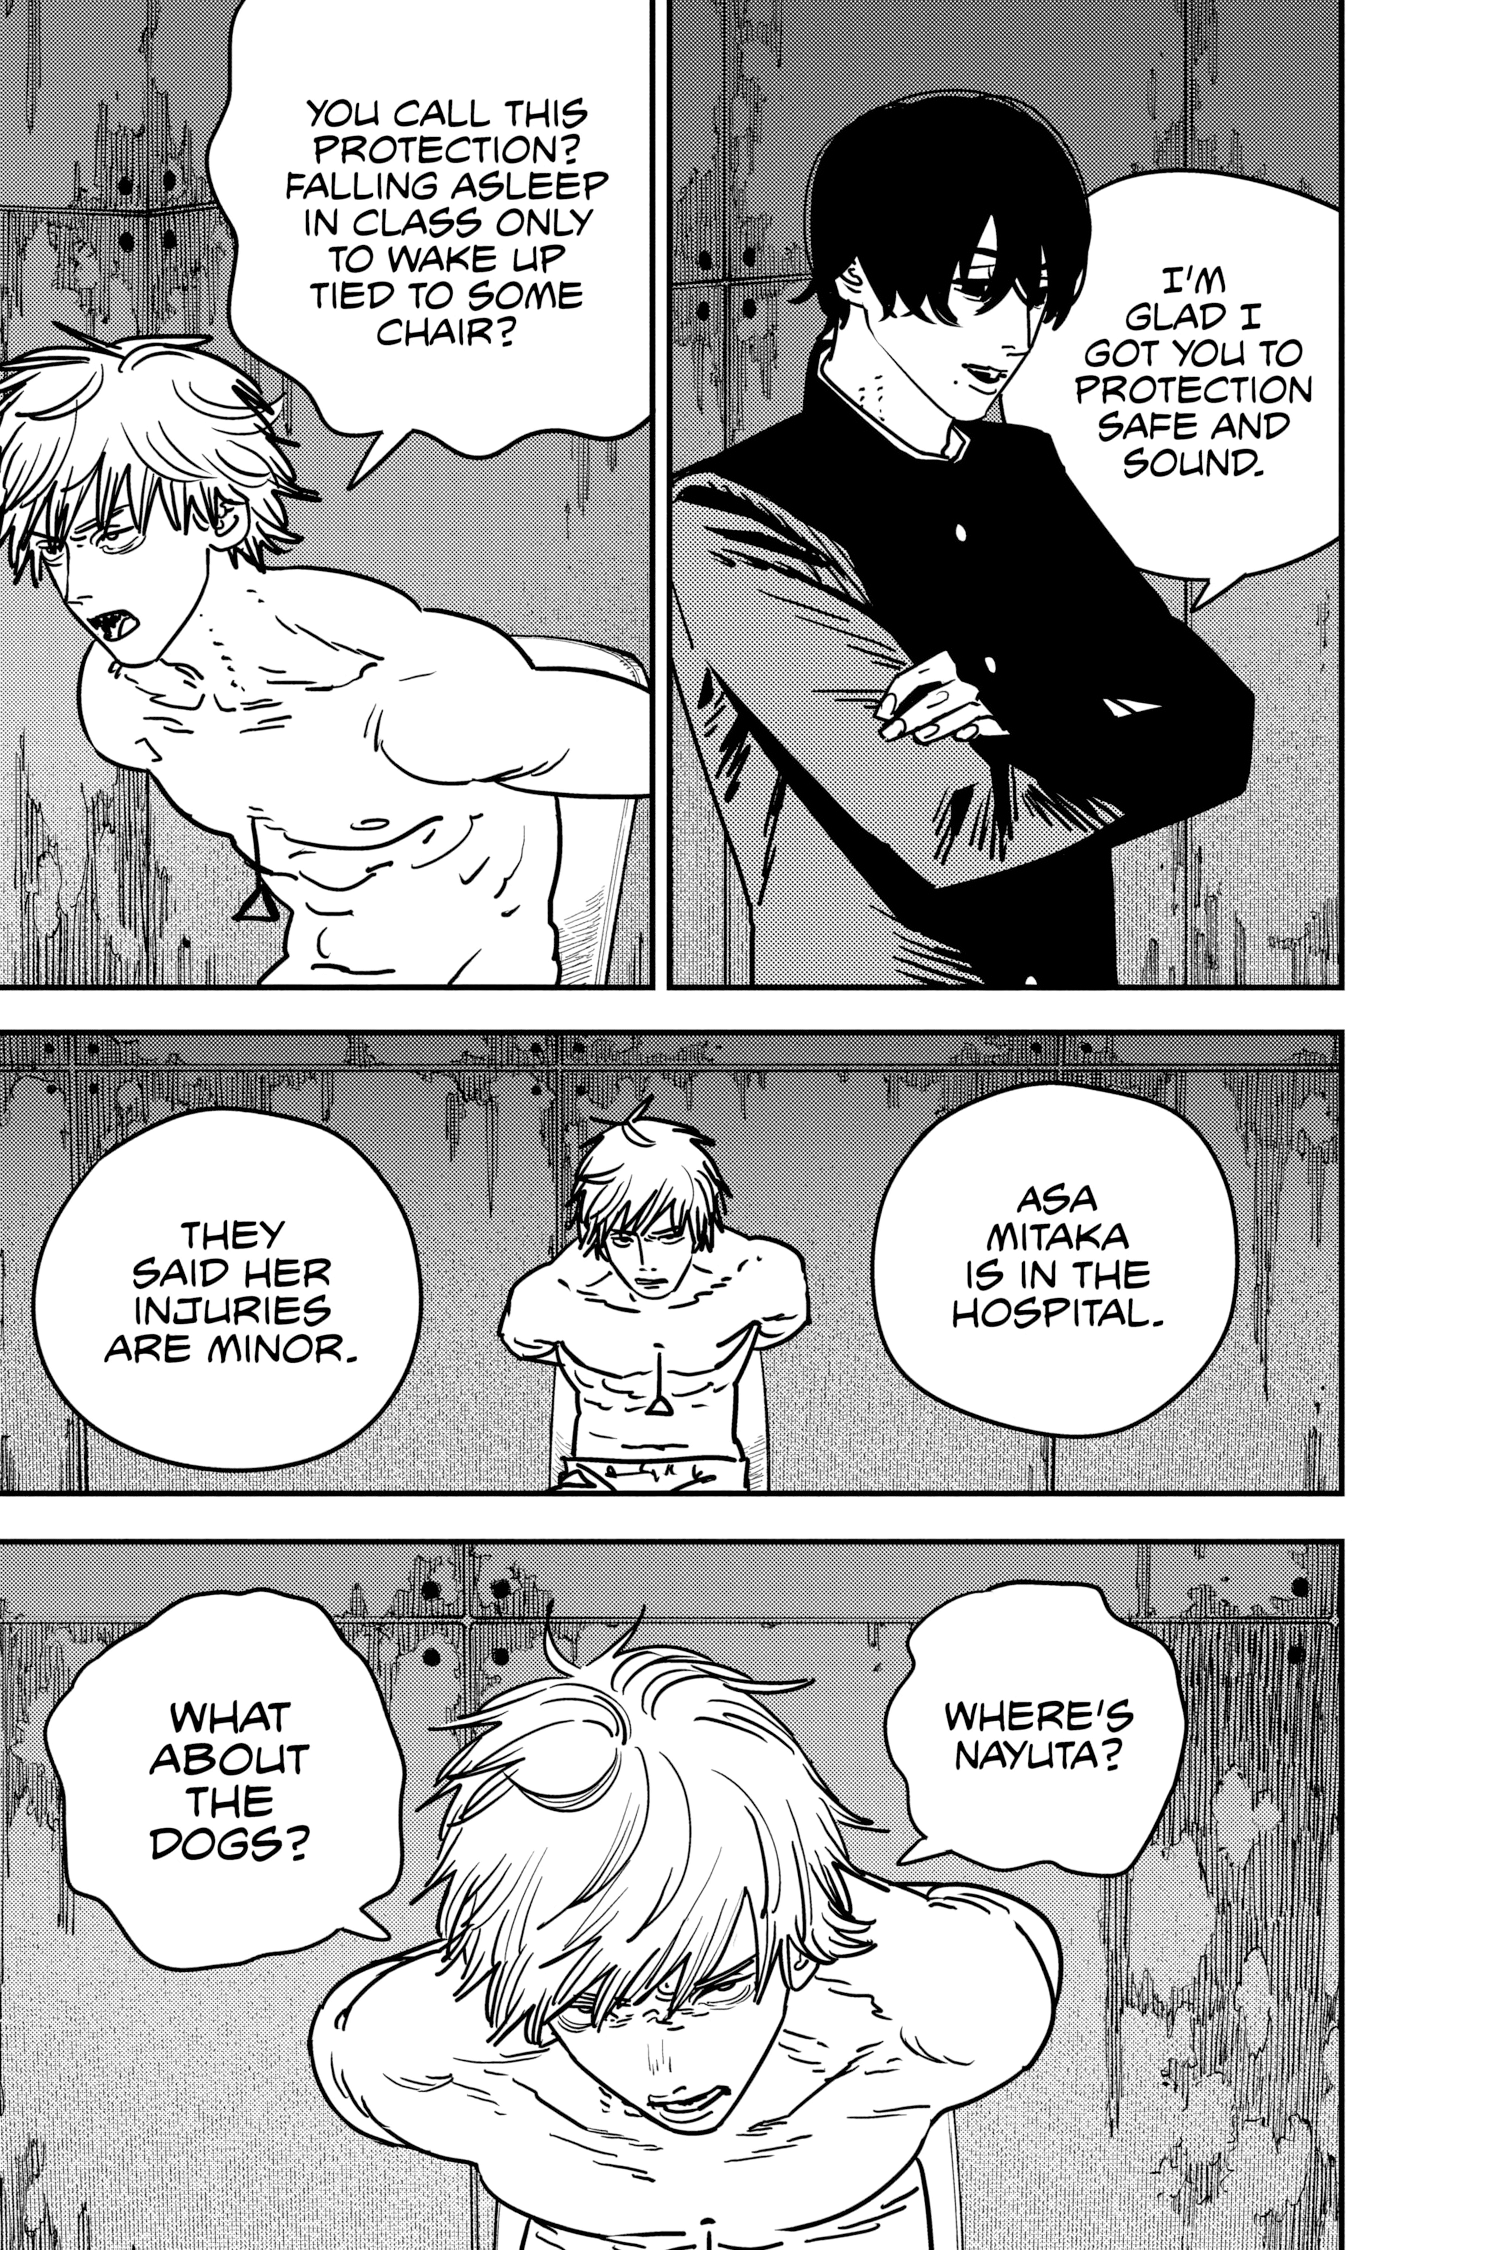 I'M
GLAD I
GOT YOU TO
PROTECTION
SAFE AND
SOUND.
YOU CALL THIS
PROTECTION?
FALLING ASLEEP
IN CLASS ONLY
TO WAKE UP
TIED TO SOME
CHAIR?
ASA
MITAKA
IS IN THE
HOSPITAL.
THEY
SAID HER
INJURIES
ARE MINOR.
WHERE'S
NAYUTA?
WHAT
ABOUT
THE
DOGS?